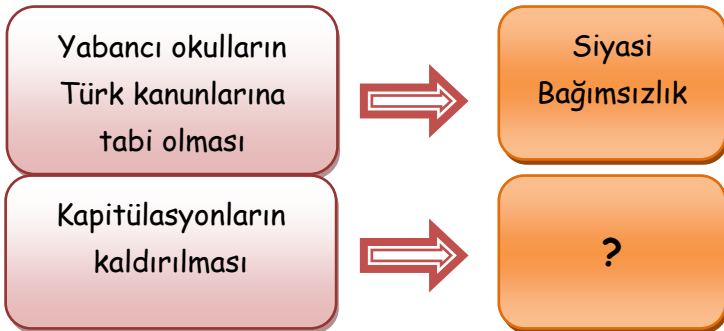 Yabancı okulların
Türk kanunlarına
tabi olması
Siyasi
Bağımsızlık
Kapitülasyonların
kaldırılması
?